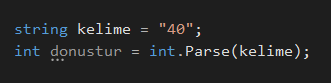 string kelime = "40";
int donustur = int.Parse(kelime);